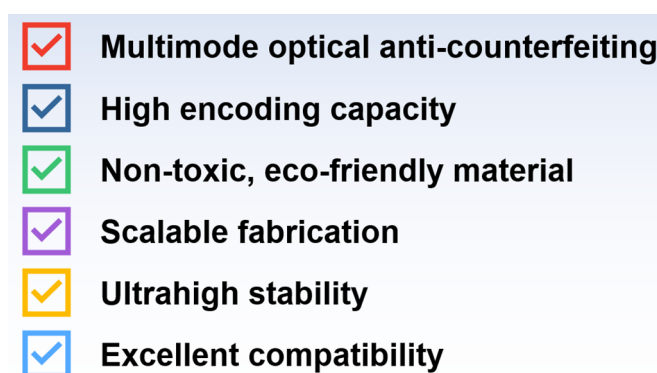 Multimode optical anti-counterfeiting
High encoding capacity
Non-toxic, eco-friendly material
Scalable fabrication
Ultrahigh stability
Excellent compatibility